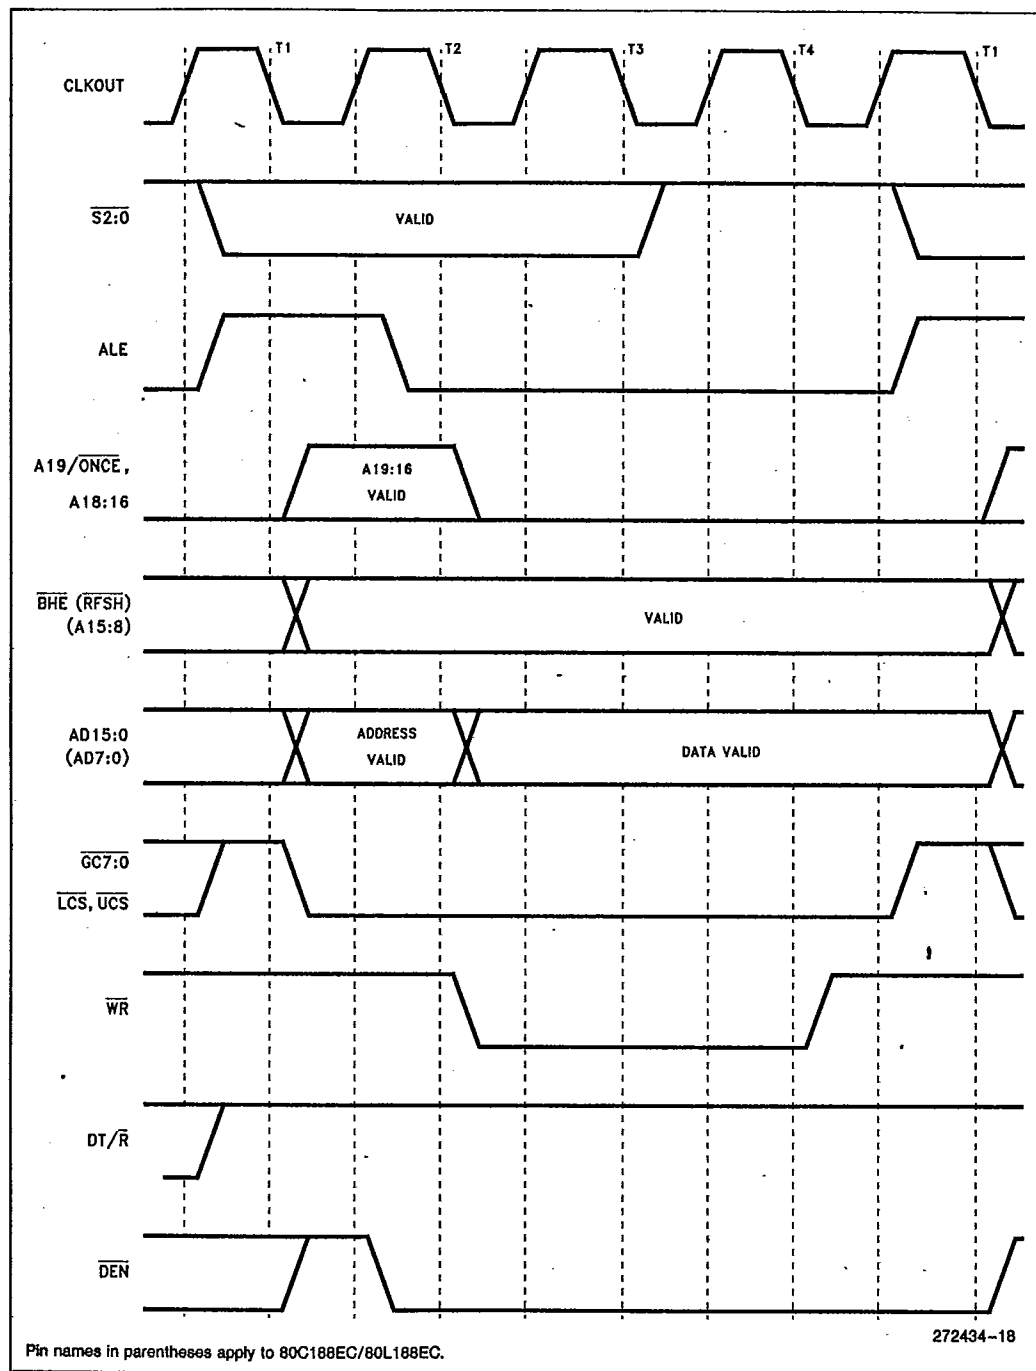 T1 T2 T3 T4 T1
CLKOUT
S2:0
VALID
ALE
A19/ONCE,
A18:16
A19:16
VALID
BHE (RFSH)
(A15:8)
VALID
AD15:0
(AD7:0)
ADDRESS
VALID
DATA VALID
GC7:0
LCS, UCS
WR
DT/R
DEN
272434-18
Pin names in parentheses apply to 80C188EC/80L188EC.